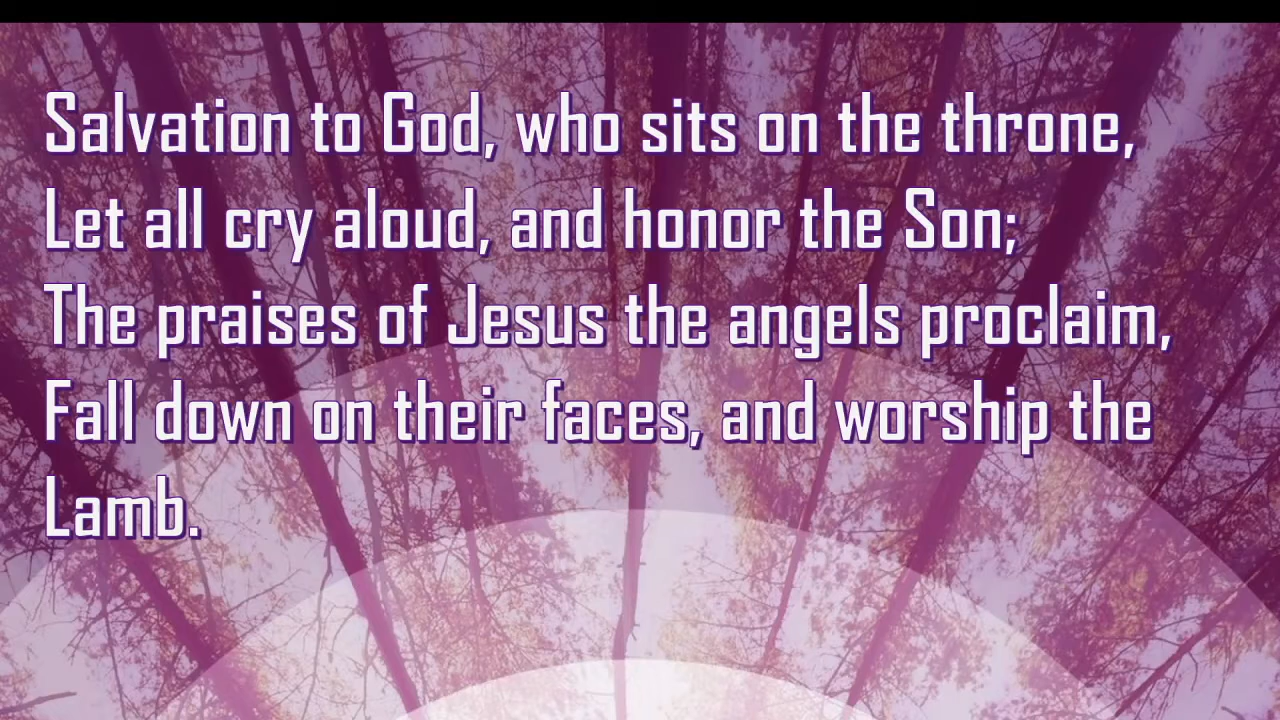 Salvation to God, who sits on the throne,
Let all cry aloud, and honor the Son;
The praises of Jesus the angels proclaim,
Fall down on their faces, and worship the
Lamb.